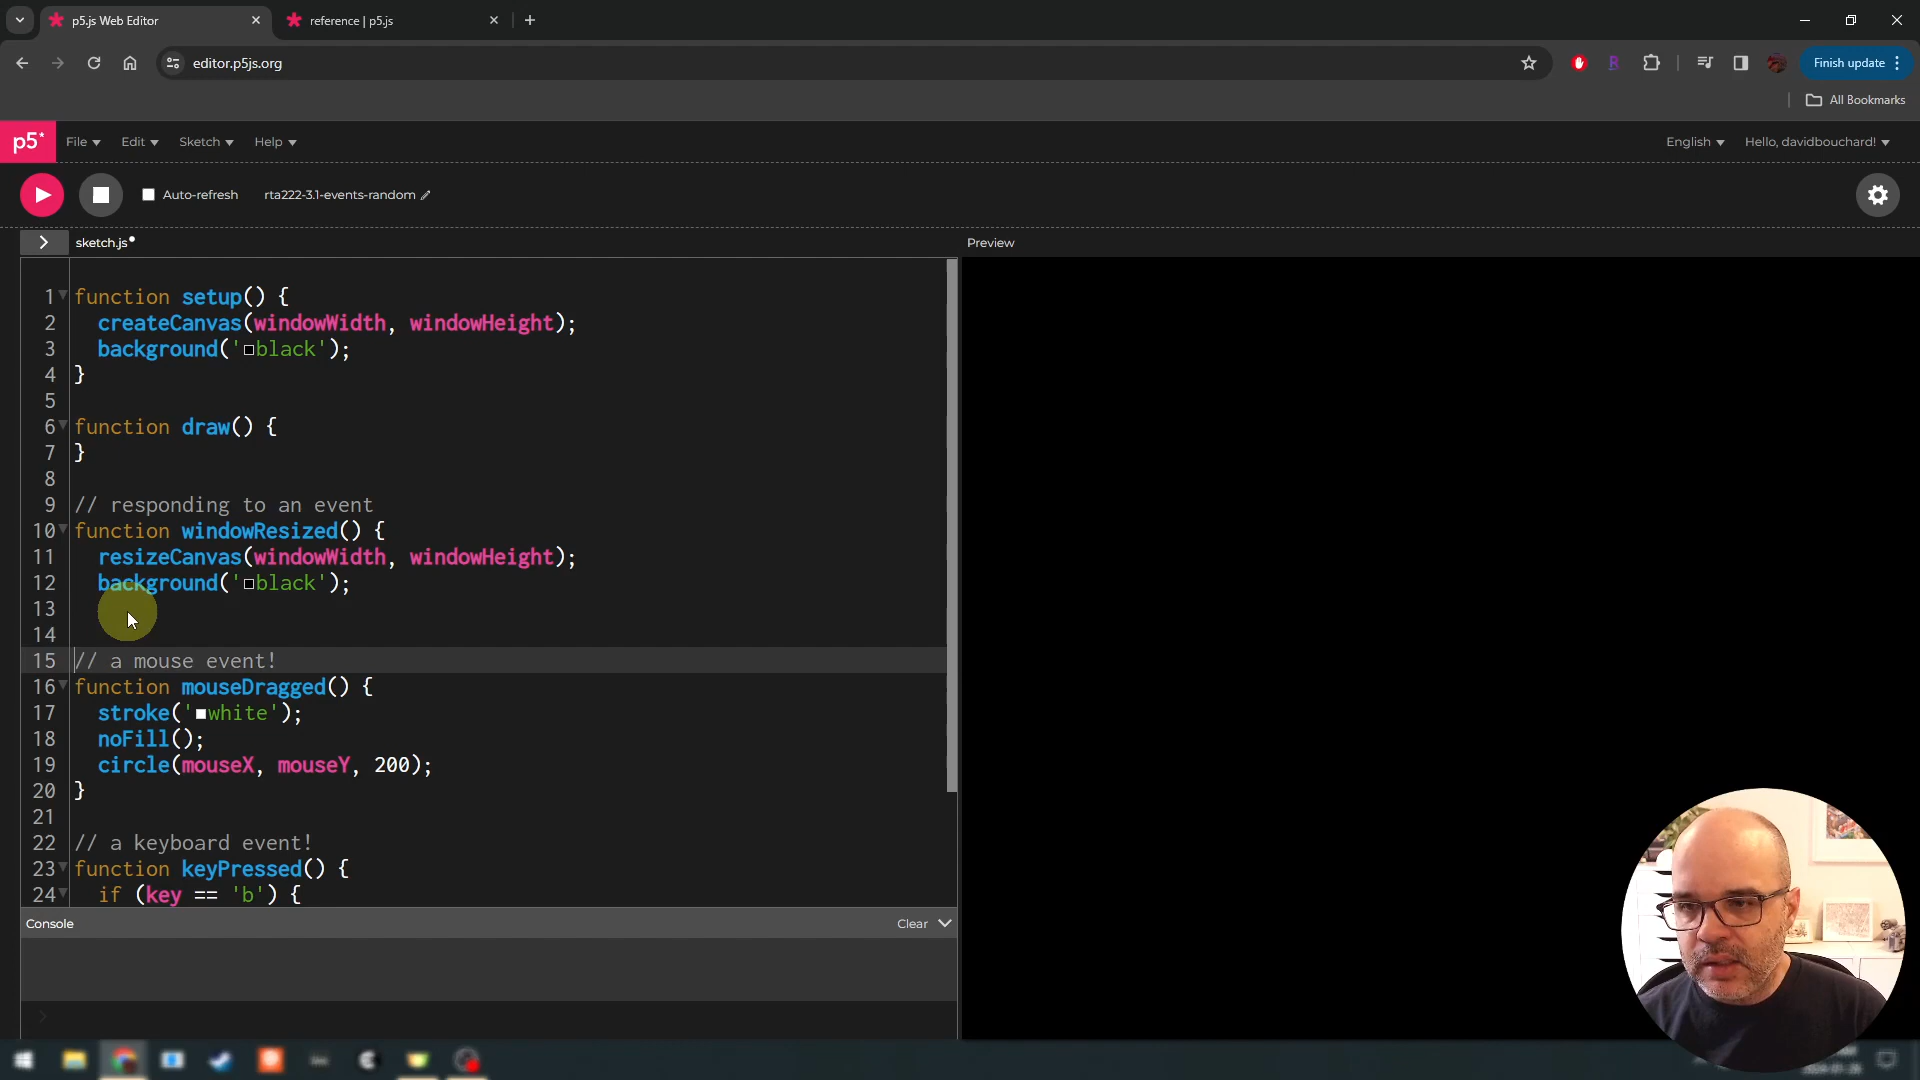 p5.js Web Editor
reference | p5.js
editor.p5js.org
Finish update
All Bookmarks
p5*
File
Edit
Sketch
Help
English
Hello, davidbouchard!
Auto-refresh
rta222-3.1-events-random
sketch.js
Preview
1 function setup() {
2 createCanvas(windowWidth, windowHeight);
3 background('black');
4 }
5
6 function draw() {
7 }
8
9 // responding to an event
10 function windowResized() {
11 resizeCanvas(windowWidth, windowHeight);
12 background('black');
13
14
15 // a mouse event!
16 function mouseDragged() {
17 stroke('white');
18 noFill();
19 circle(mouseX, mouseY, 200);
20 }
21
22 // a keyboard event!
23 function keyPressed() {
24 if (key == 'b') {
Console
Clear